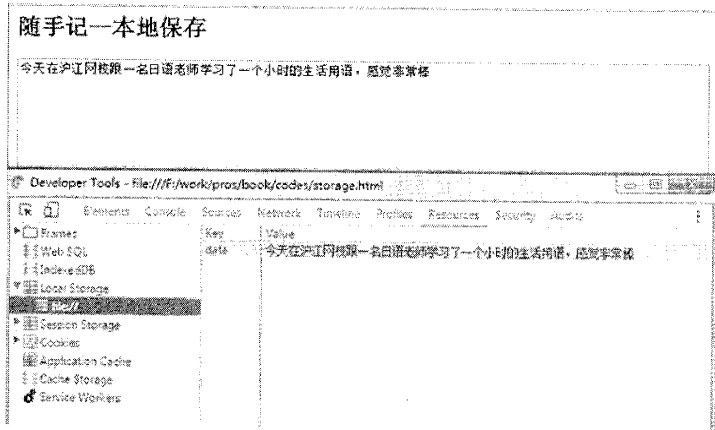 随手记—本地保存
今天在沪江网校跟一名日语老师学习了一个小时的生活用语，感觉非常棒
Developer Tools - file:///F:/work/pros/book/codes/storage.html
Elements Console Sources Network Timeline Profiles Resources Security Audits
Frames
Web SQL
IndexedDB
Local Storage
file://
Session Storage
Cookies
Application Cache
Cache Storage
Service Workers
Key Value
data 今天在沪江网校跟一名日语老师学习了一个小时的生活用语，感觉非常棒